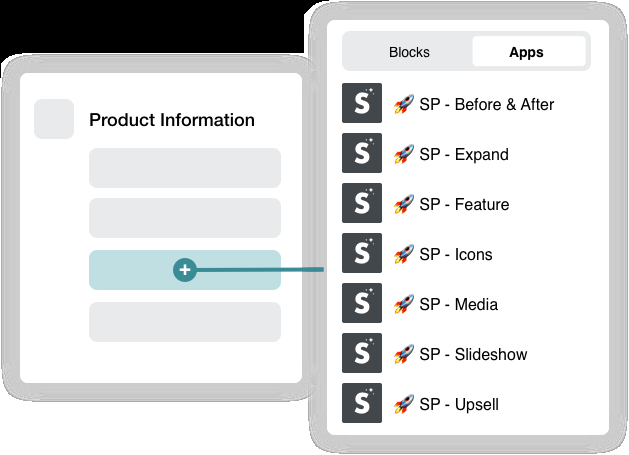 Product Information
Blocks Apps
S 🚀 SP - Before & After
S 🚀 SP - Expand
S 🚀 SP - Feature
S 🚀 SP - Icons
S 🚀 SP - Media
S 🚀 SP - Slideshow
S 🚀 SP - Upsell